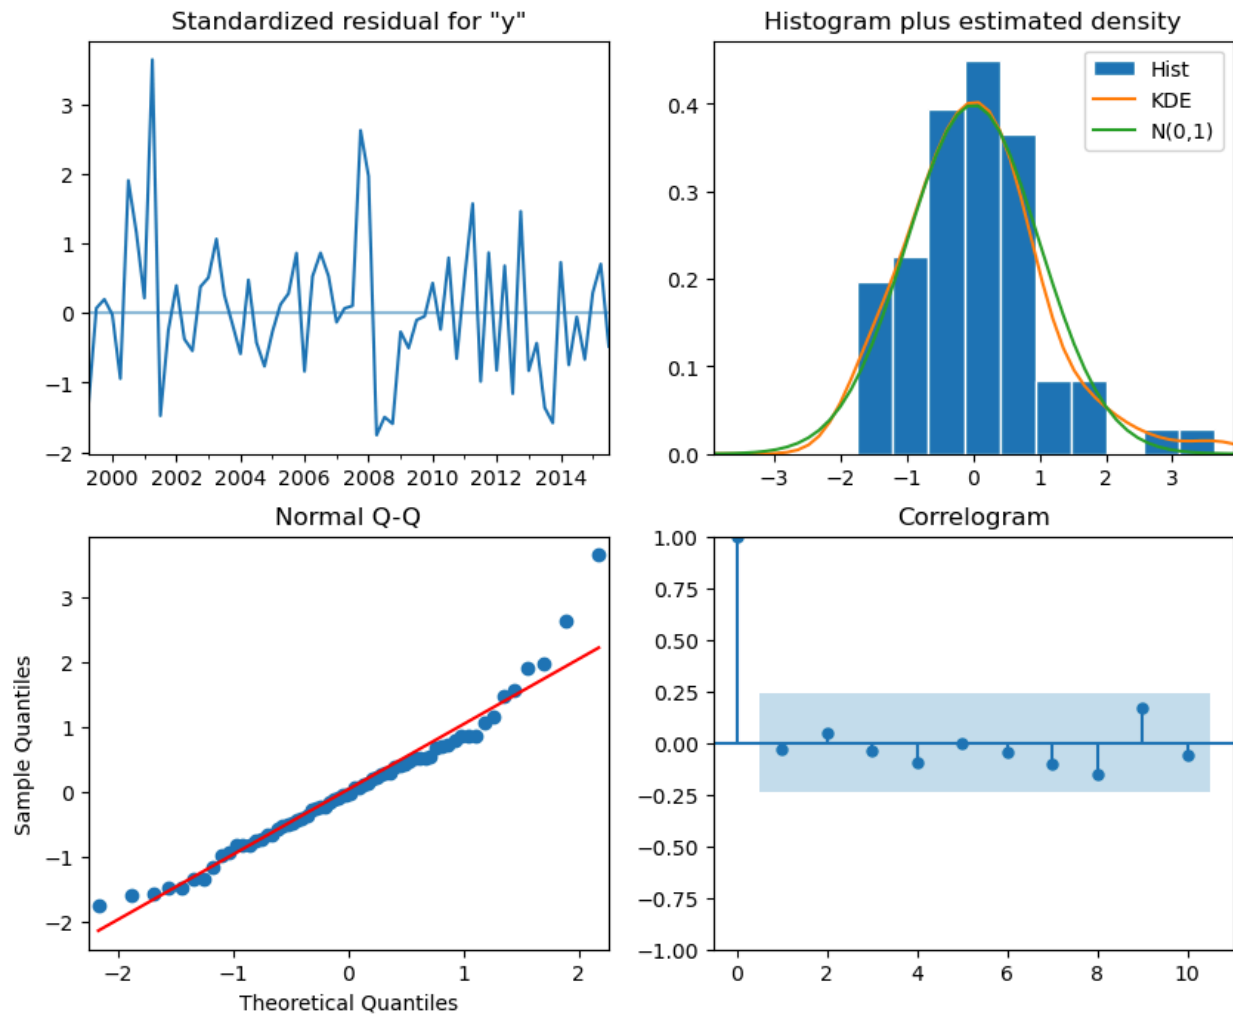 Standardized residual for "y"
3
2
1
0
−1
−2
2000 2002 2004 2006 2008 2010 2012 2014
Histogram plus estimated density
Hist
KDE
N(0,1)
0.4
0.3
0.2
0.1
0.0
−3 −2 −1 0 1 2 3
Normal Q-Q
Sample Quantiles
3
2
1
0
−1
−2
−2 −1 0 1 2
Theoretical Quantiles
Correlogram
1.00
0.75
0.50
0.25
0.00
−0.25
−0.50
−0.75
−1.00
0 2 4 6 8 10